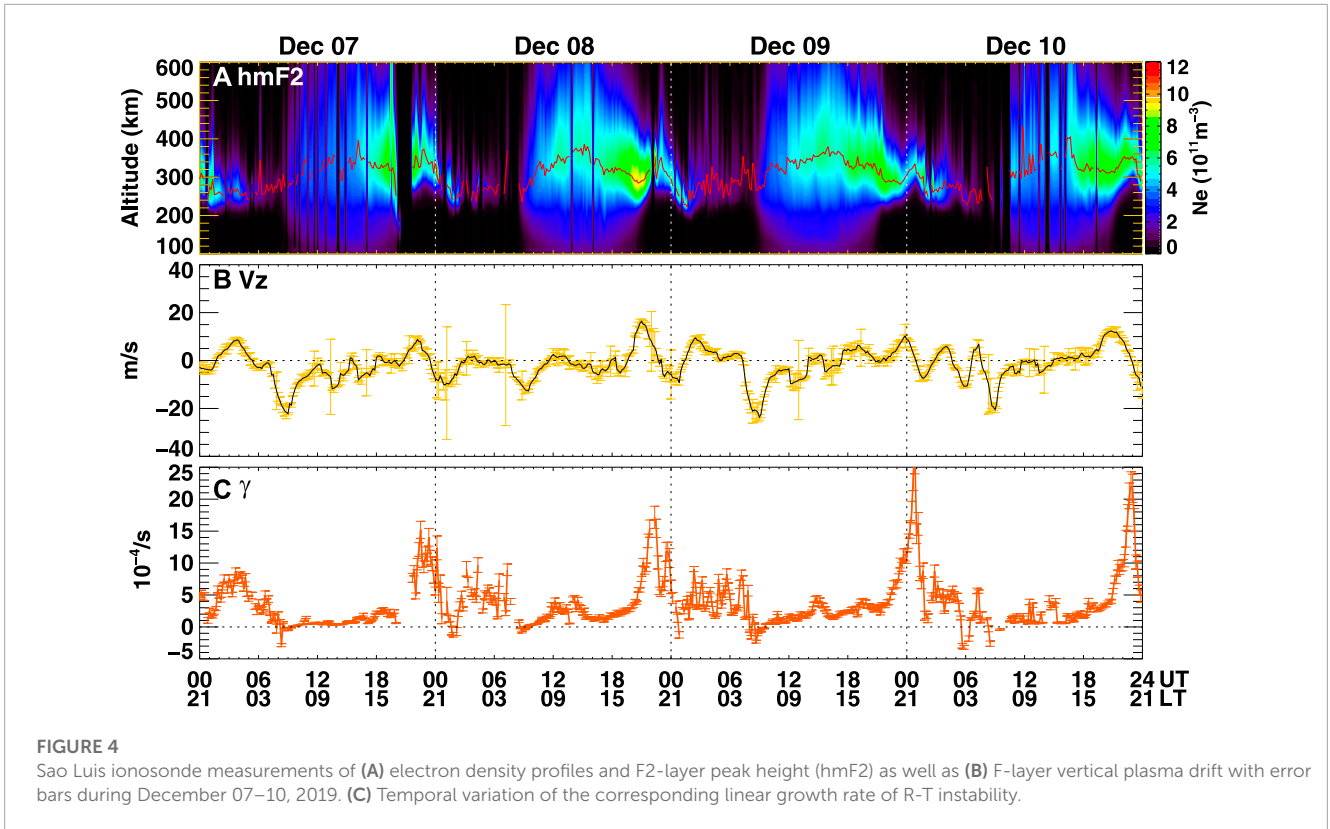 Dec 07 Dec 08 Dec 09 Dec 10
A hmF2
600
500
400
300
200
100
Altitude (km)
12
10
8
6
4
2
0
Ne (10¹¹m⁻³)
B Vz
40
20
0
−20
−40
m/s
C γ
25
20
15
10
5
0
−5
10⁻⁴/s
00 06 12 18 00 06 12 18 00 06 12 18 00 06 12 18 24 UT
21 03 09 15 21 03 09 15 21 03 09 15 21 03 09 15 21 LT
FIGURE 4
Sao Luis ionosonde measurements of (A) electron density profiles and F2-layer peak height (hmF2) as well as (B) F-layer vertical plasma drift with error
bars during December 07–10, 2019. (C) Temporal variation of the corresponding linear growth rate of R-T instability.